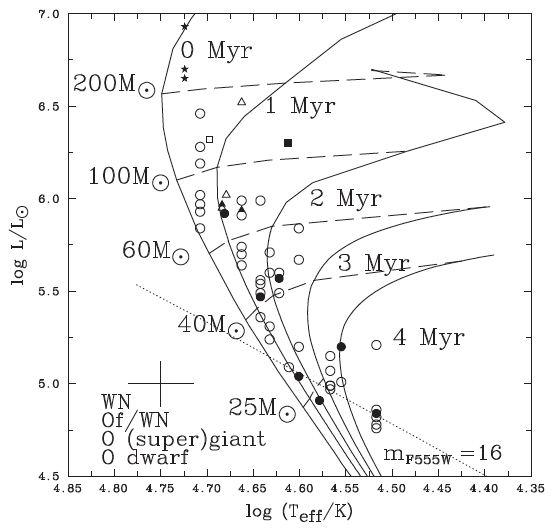 7.0
6.5
6.0
5.5
5.0
4.5
log L/L☉
0 Myr
200M☉
1 Myr
100M☉
2 Myr
60M☉
3 Myr
40M☉
4 Myr
25M☉
WN
Of/WN
O (super)giant
O dwarf
m_F555W =16
4.85 4.80 4.75 4.70 4.65 4.60 4.55 4.50 4.45 4.40 4.35
log (T_eff/K)